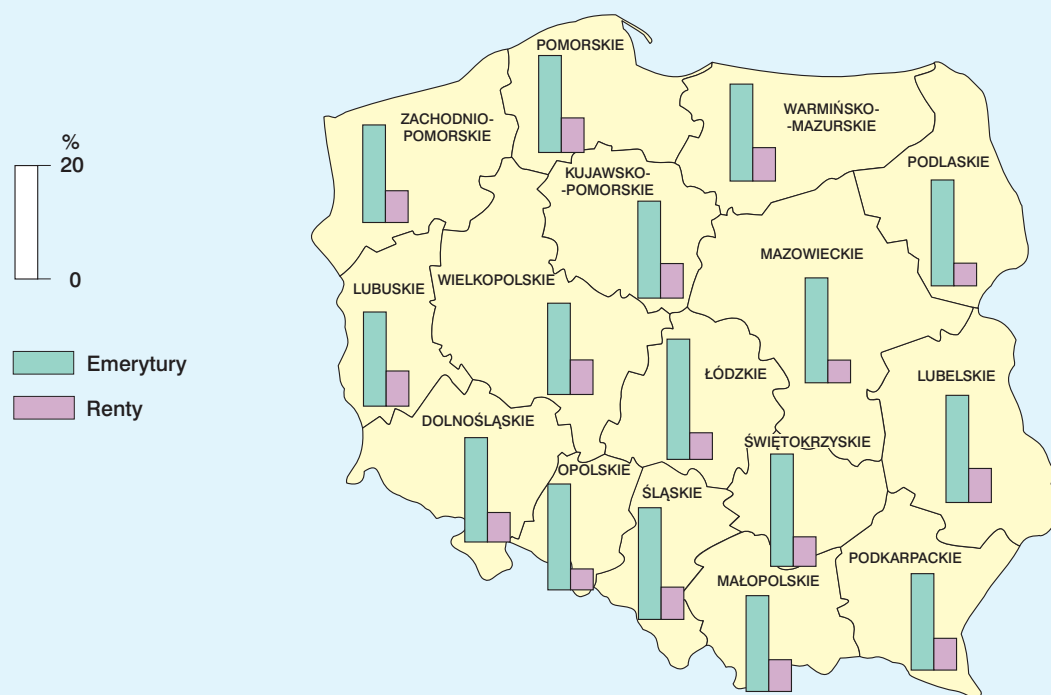 %
20
0
Emerytury
Renty
POMORSKIE
ZACHODNIO-
POMORSKIE
WARMIŃSKO-
-MAZURSKIE
PODLASKIE
KUJAWSKO-
-POMORSKIE
MAZOWIECKIE
WIELKOPOLSKIE
LUBUSKIE
ŁÓDZKIE
LUBELSKIE
DOLNOŚLĄSKIE
ŚWIĘTOKRZYSKIE
OPOLSKIE
ŚLĄSKIE
MAŁOPOLSKIE
PODKARPACKIE